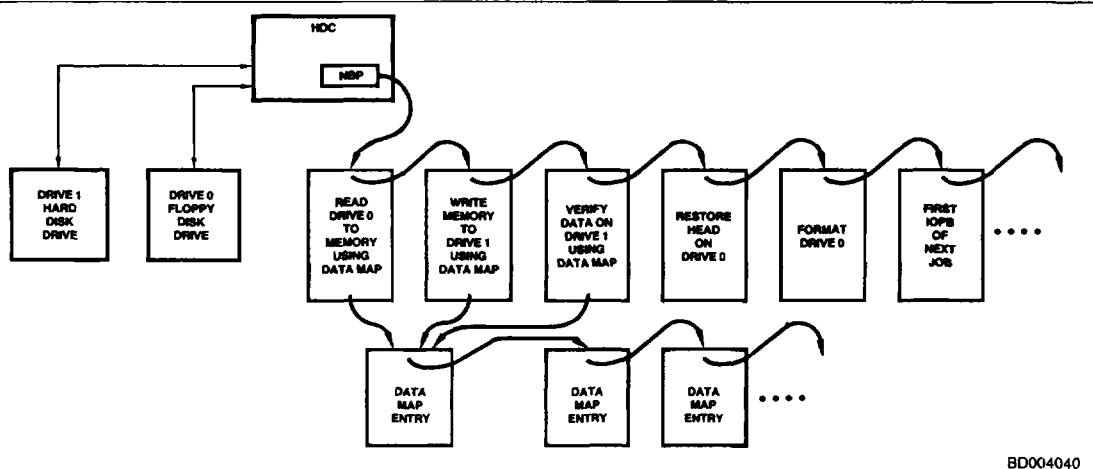 HDC
NBP
DRIVE 1
HARD
DISK
DRIVE
DRIVE 0
FLOPPY
DISK
DRIVE
READ
DRIVE 0
TO
MEMORY
USING
DATA MAP
WRITE
MEMORY
TO
DRIVE 1
USING
DATA MAP
VERIFY
DATA ON
DRIVE 1
USING
DATA MAP
RESTORE
HEAD
ON
DRIVE 0
FORMAT
DRIVE 0
FIRST
IOPB
OF
NEXT
JOB
DATA
MAP
ENTRY
DATA
MAP
ENTRY
DATA
MAP
ENTRY
BD004040